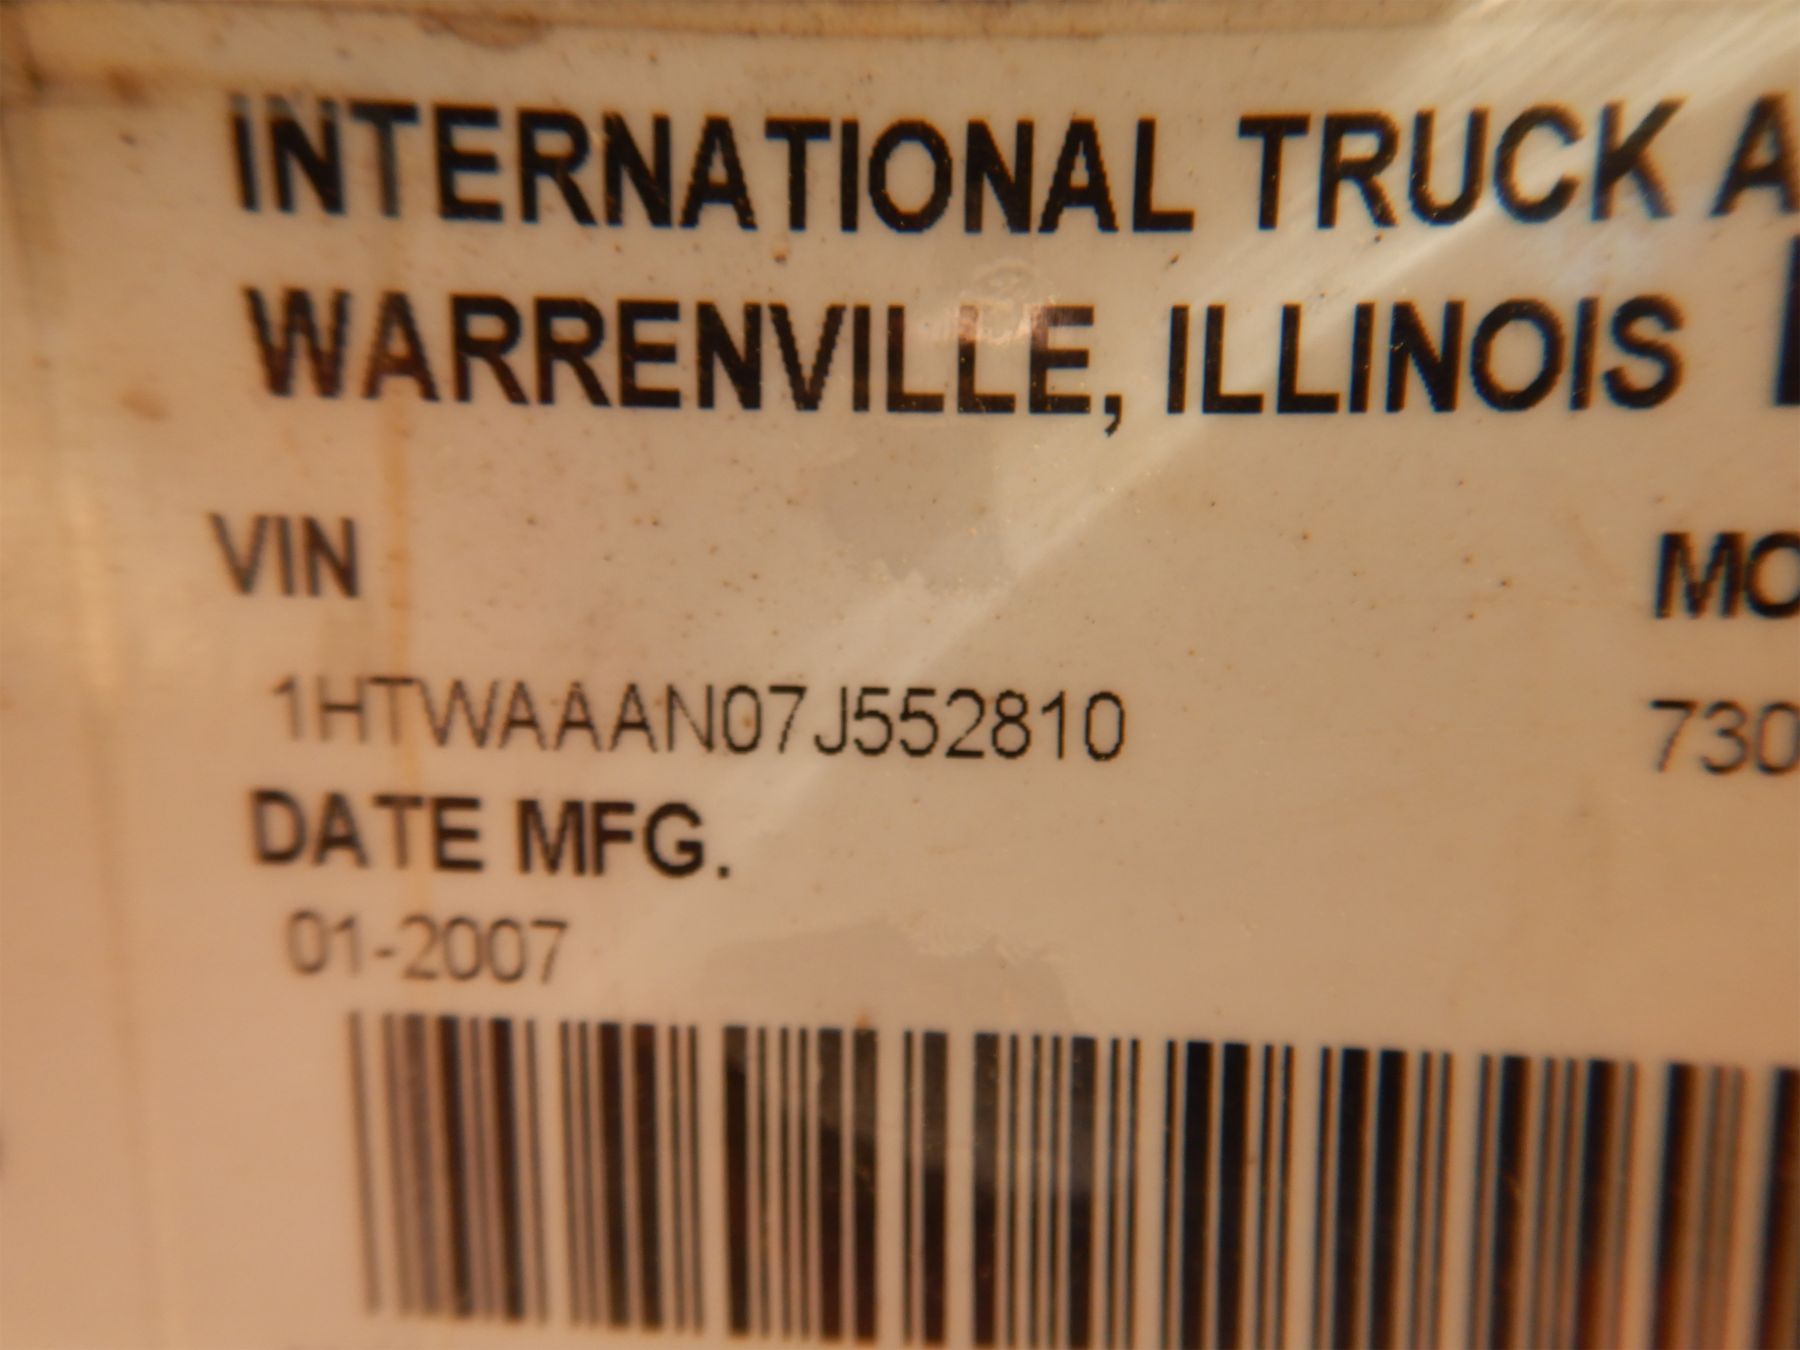 INTERNATIONAL TRUCK A
WARRENVILLE, ILLINOIS
VIN MO
1HTWAAAN07J552810 730
DATE MFG.
01-2007